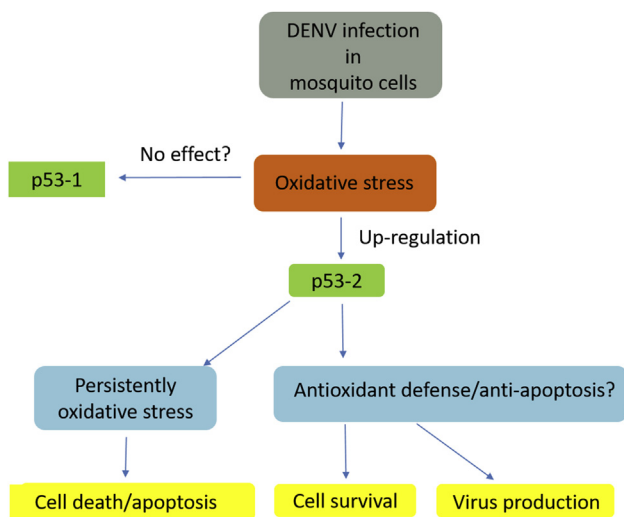 DENV infection
in
mosquito cells
No effect?
p53-1
Oxidative stress
Up-regulation
p53-2
Persistently
oxidative stress
Antioxidant defense/anti-apoptosis?
Cell death/apoptosis
Cell survival
Virus production